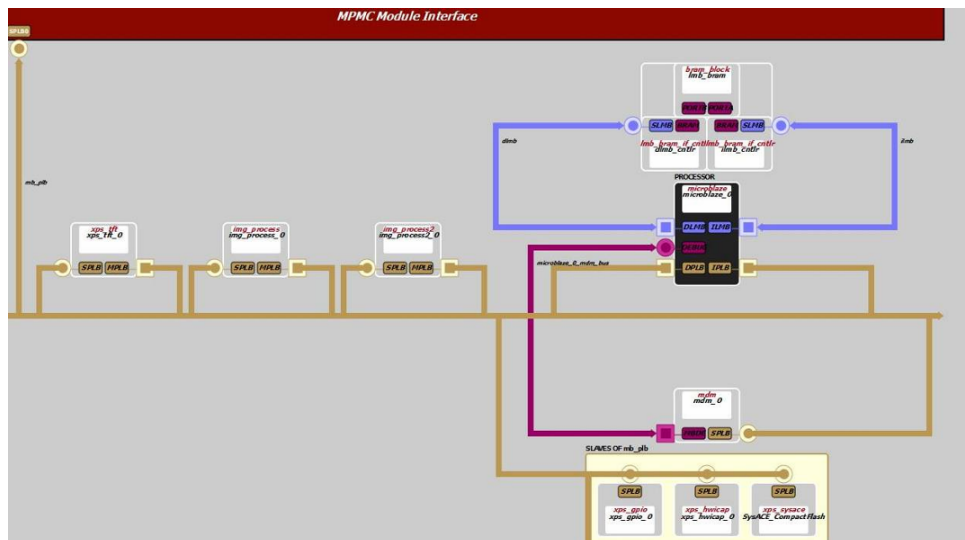 MPMC Module Interface
SPLB0
bram_block
lmb_bram
PORTB PORTA
SLMB BRAM BRAM SLMB
lmb_bram_if_cntlr lmb_bram_if_cntlr
dlmb_cntlr ilmb_cntlr
dlmb
ilmb
PROCESSOR
microblaze
microblaze_0
DLMB ILMB
DEBUG
DPLB IPLB
mb_plb
microblaze_0_mdm_bus
xps_tft
xps_tft_0
SPLB MPLB
img_process
img_process_0
SPLB MPLB
img_process2
img_process2_0
SPLB MPLB
mdm
mdm_0
SPLB
SLAVES OF mb_plb
SPLB SPLB SPLB
xps_gpio xps_hwicap xps_sysace
xps_gpio_0 xps_hwicap_0 SysACE_CompactFlash